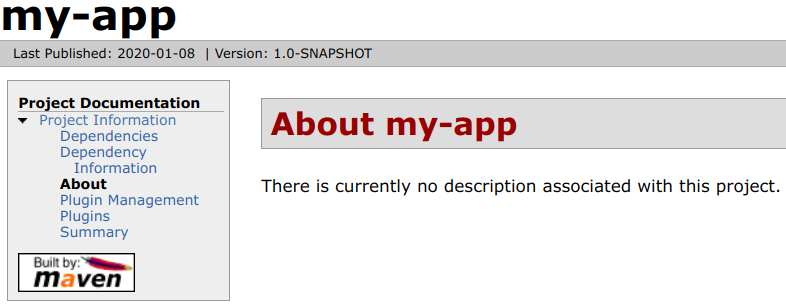 my-app
Last Published: 2020-01-08 | Version: 1.0-SNAPSHOT
Project Documentation
Project Information
Dependencies
Dependency
Information
About
Plugin Management
Plugins
Summary
Built by:
maven
About my-app
There is currently no description associated with this project.